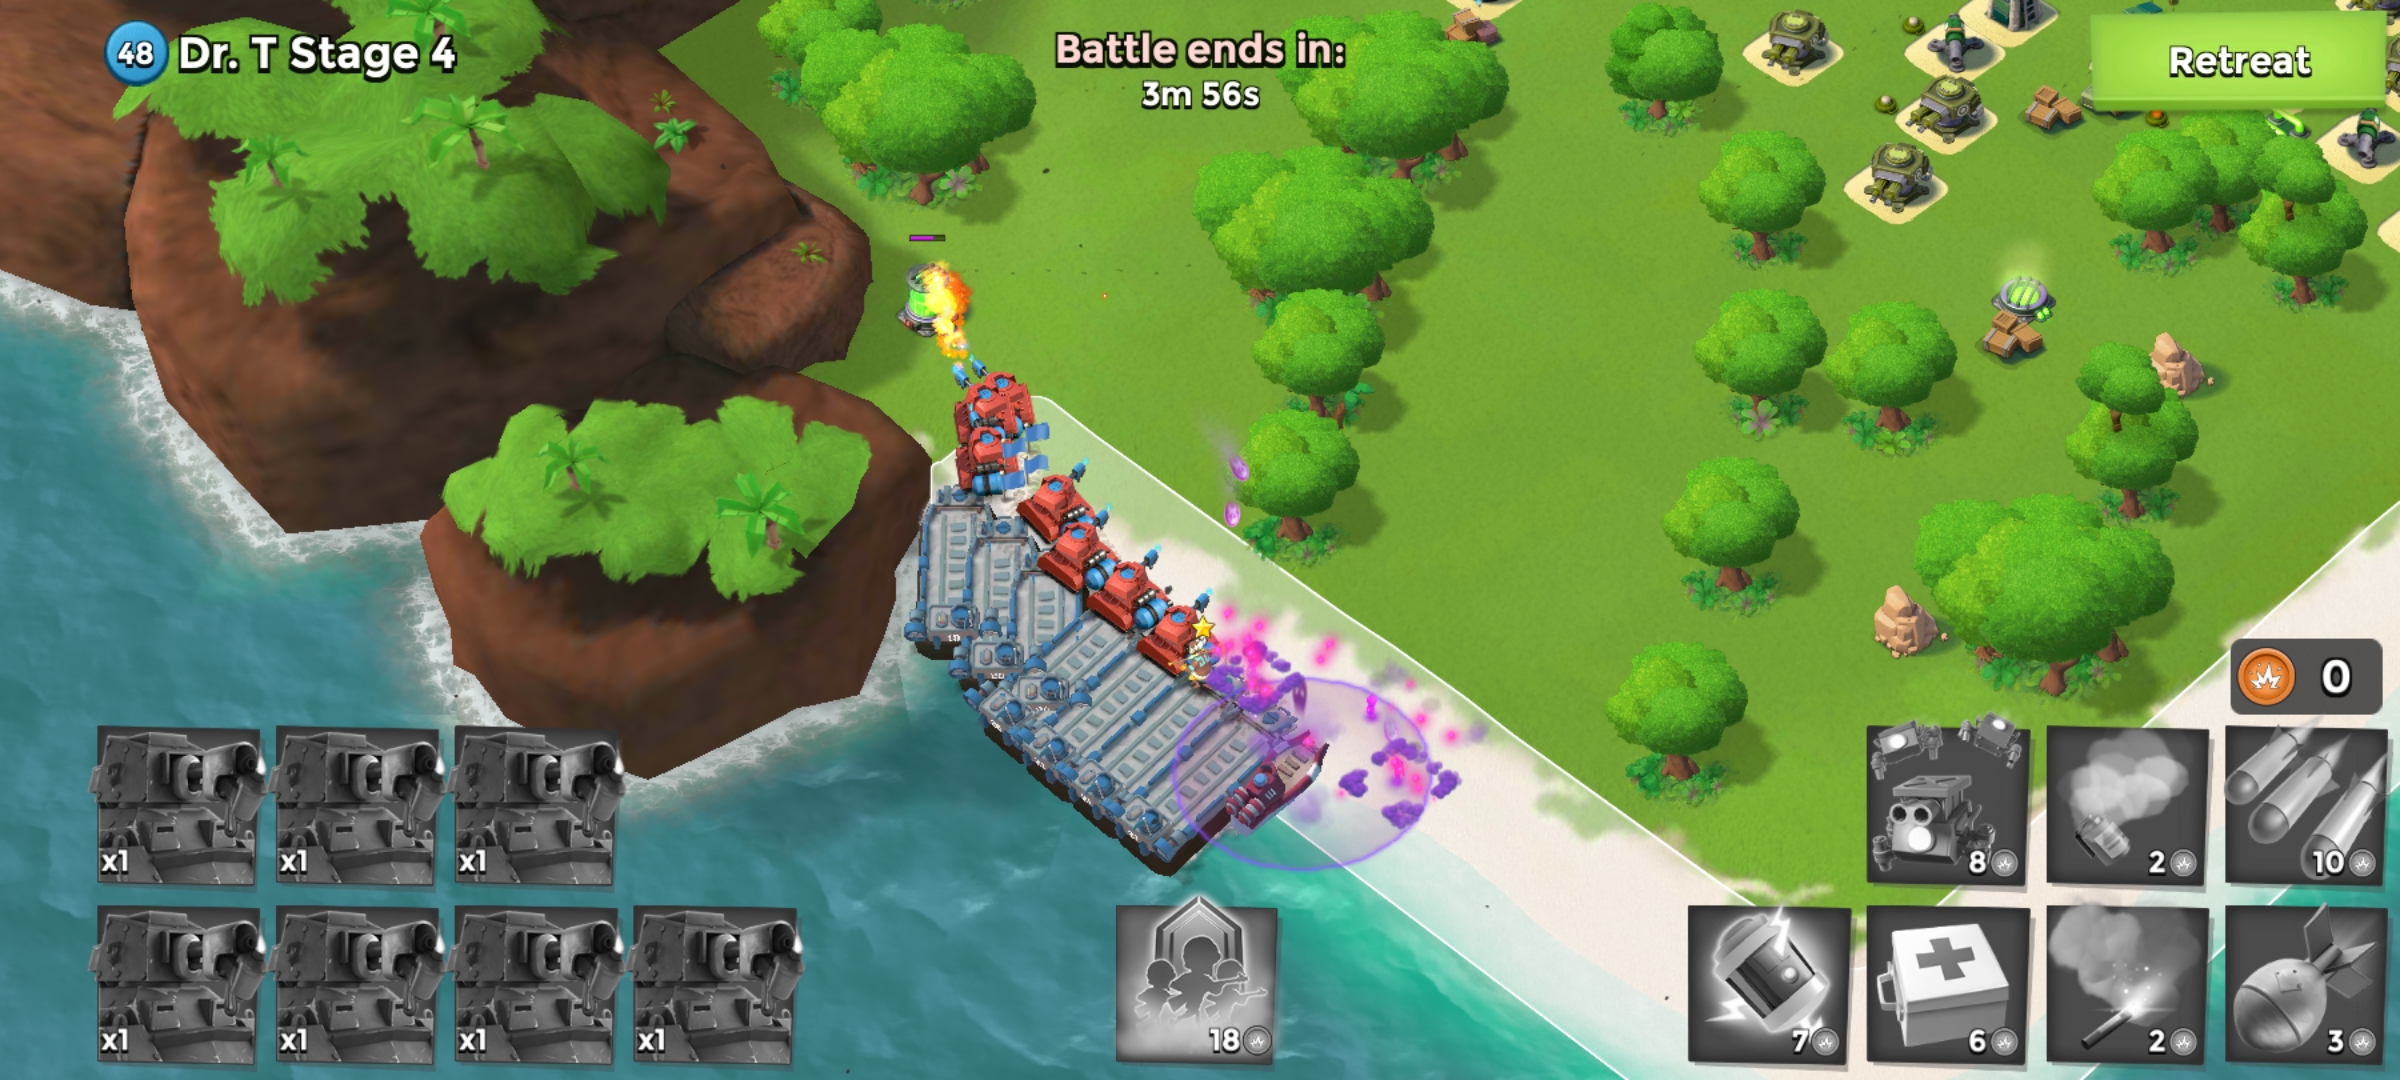 48 Dr. T Stage 4
Battle ends in:
3m 56s
Retreat
0
x1
x1
x1
8
2
10
x1
x1
x1
x1
18
7
6
2
3